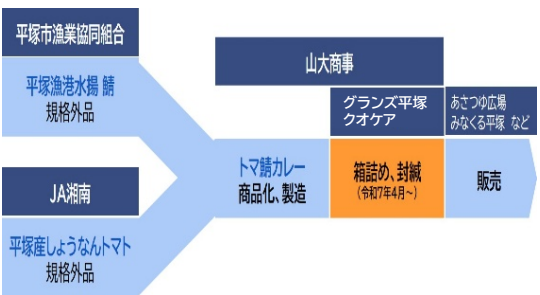 平塚市漁業協同組合
平塚漁港水揚 鯖
規格外品
JA湘南
平塚産しょうなんトマト
規格外品
山大商事
グランズ平塚
クオケア
あさつゆ広場
みなくる平塚 など
トマ鯖カレー
商品化、製造
箱詰め、封緘
(令和7年4月～)
販売